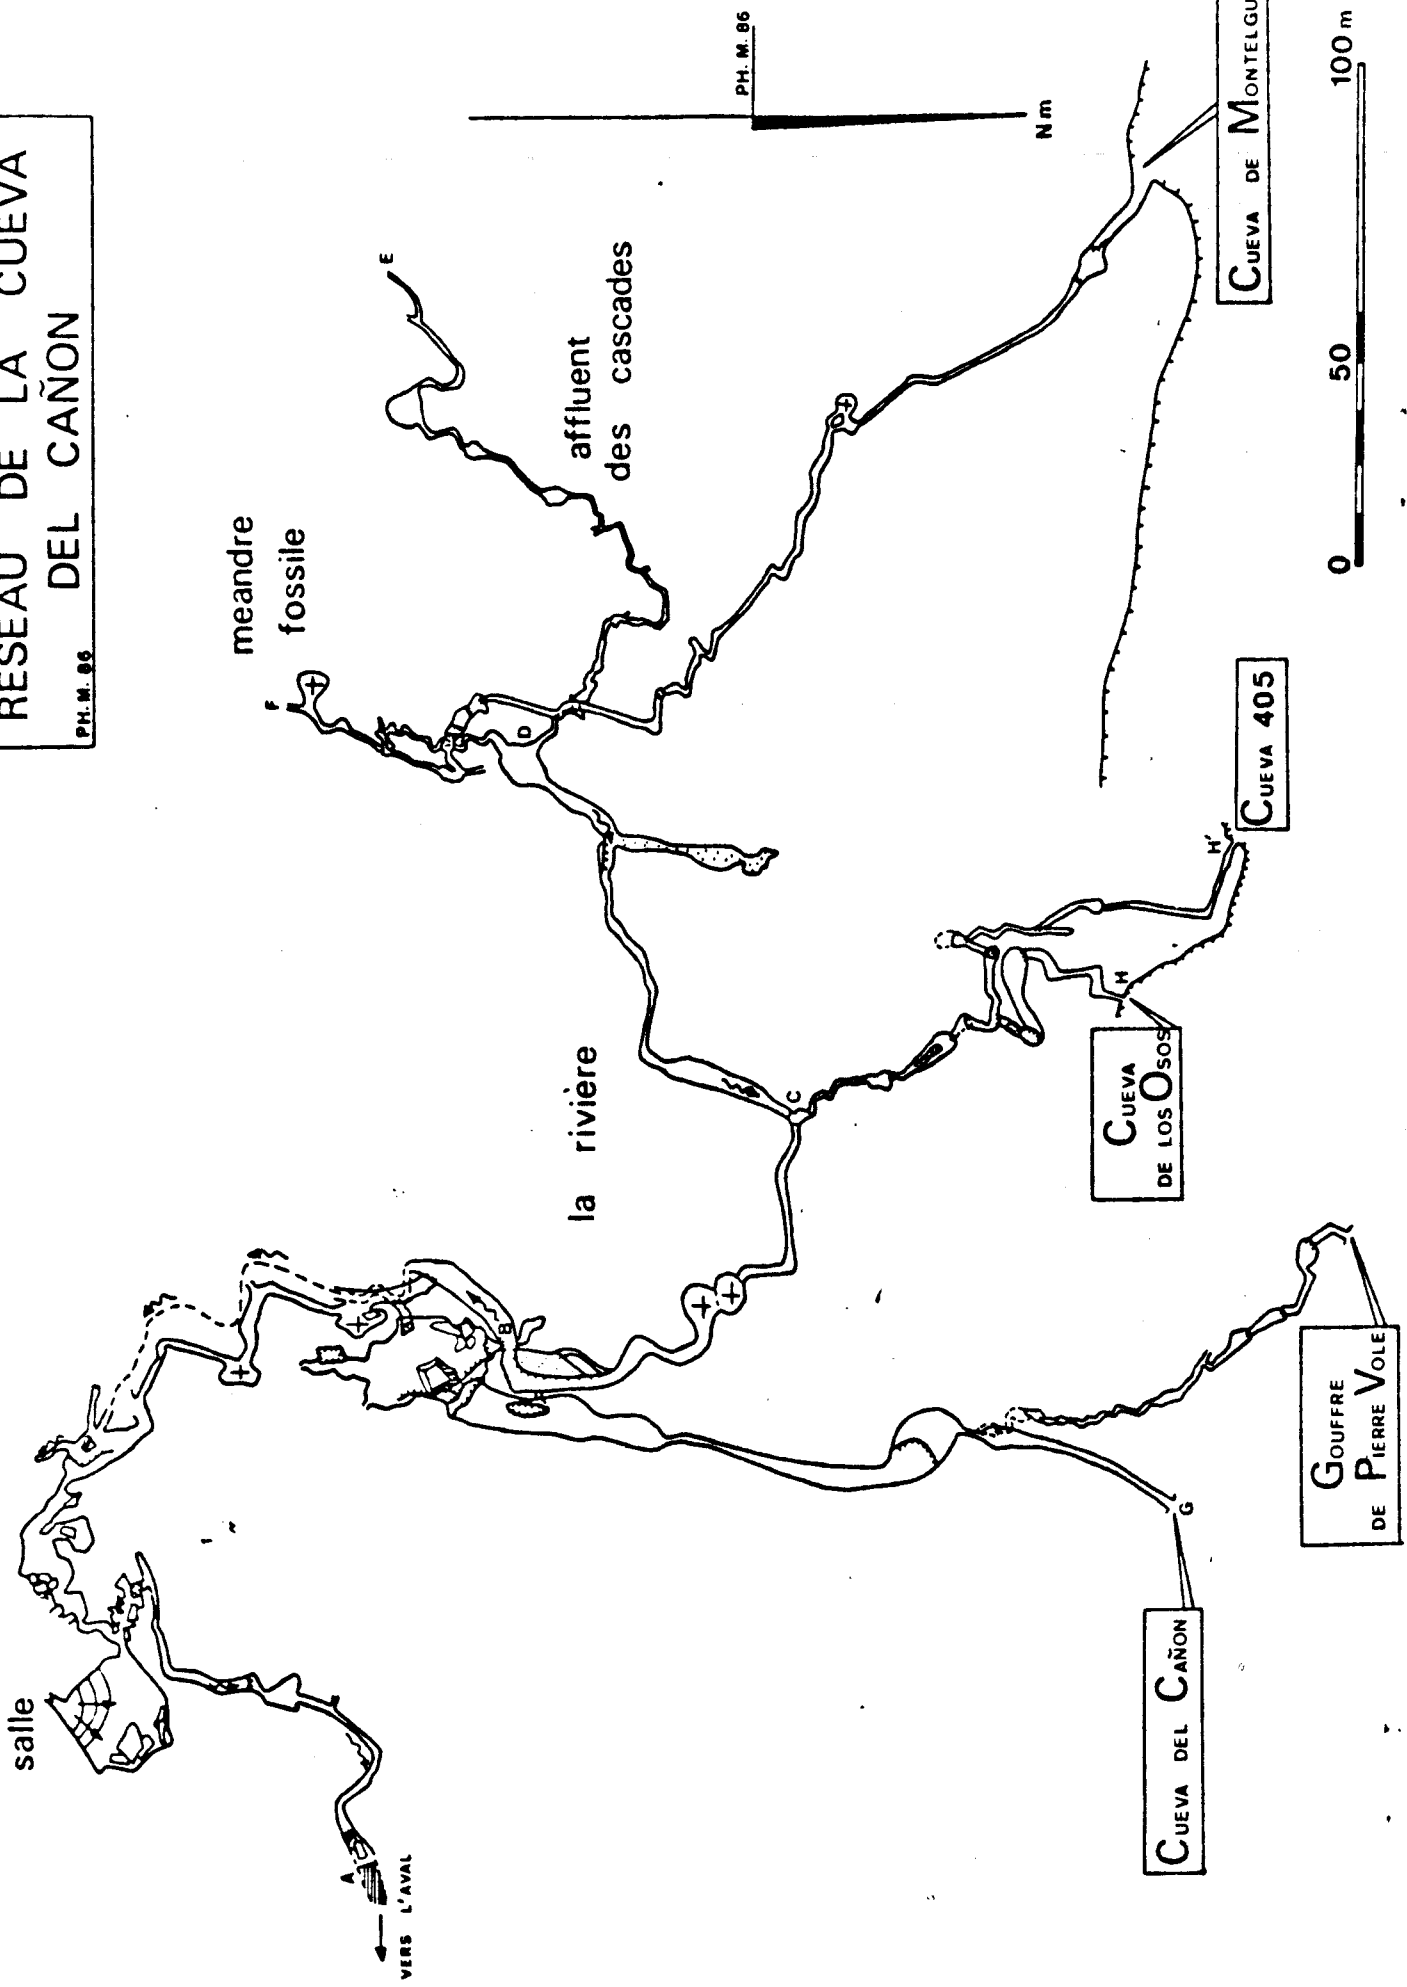 RESEAU DE LA CUEVA
DEL CAÑON
PH. M. 86
meandre
fossile
F
E
affluent
des cascades
D
PH. M. 86
Nm
salle
la rivière
C
B
A
VERS L'AVAL
H
H'
G
CUEVA DE MONTELGU
CUEVA 405
CUEVA
DE LOS OSOS
GOUFFRE
DE PIERRE VOLE
CUEVA DEL CAÑON
0 50 100 m